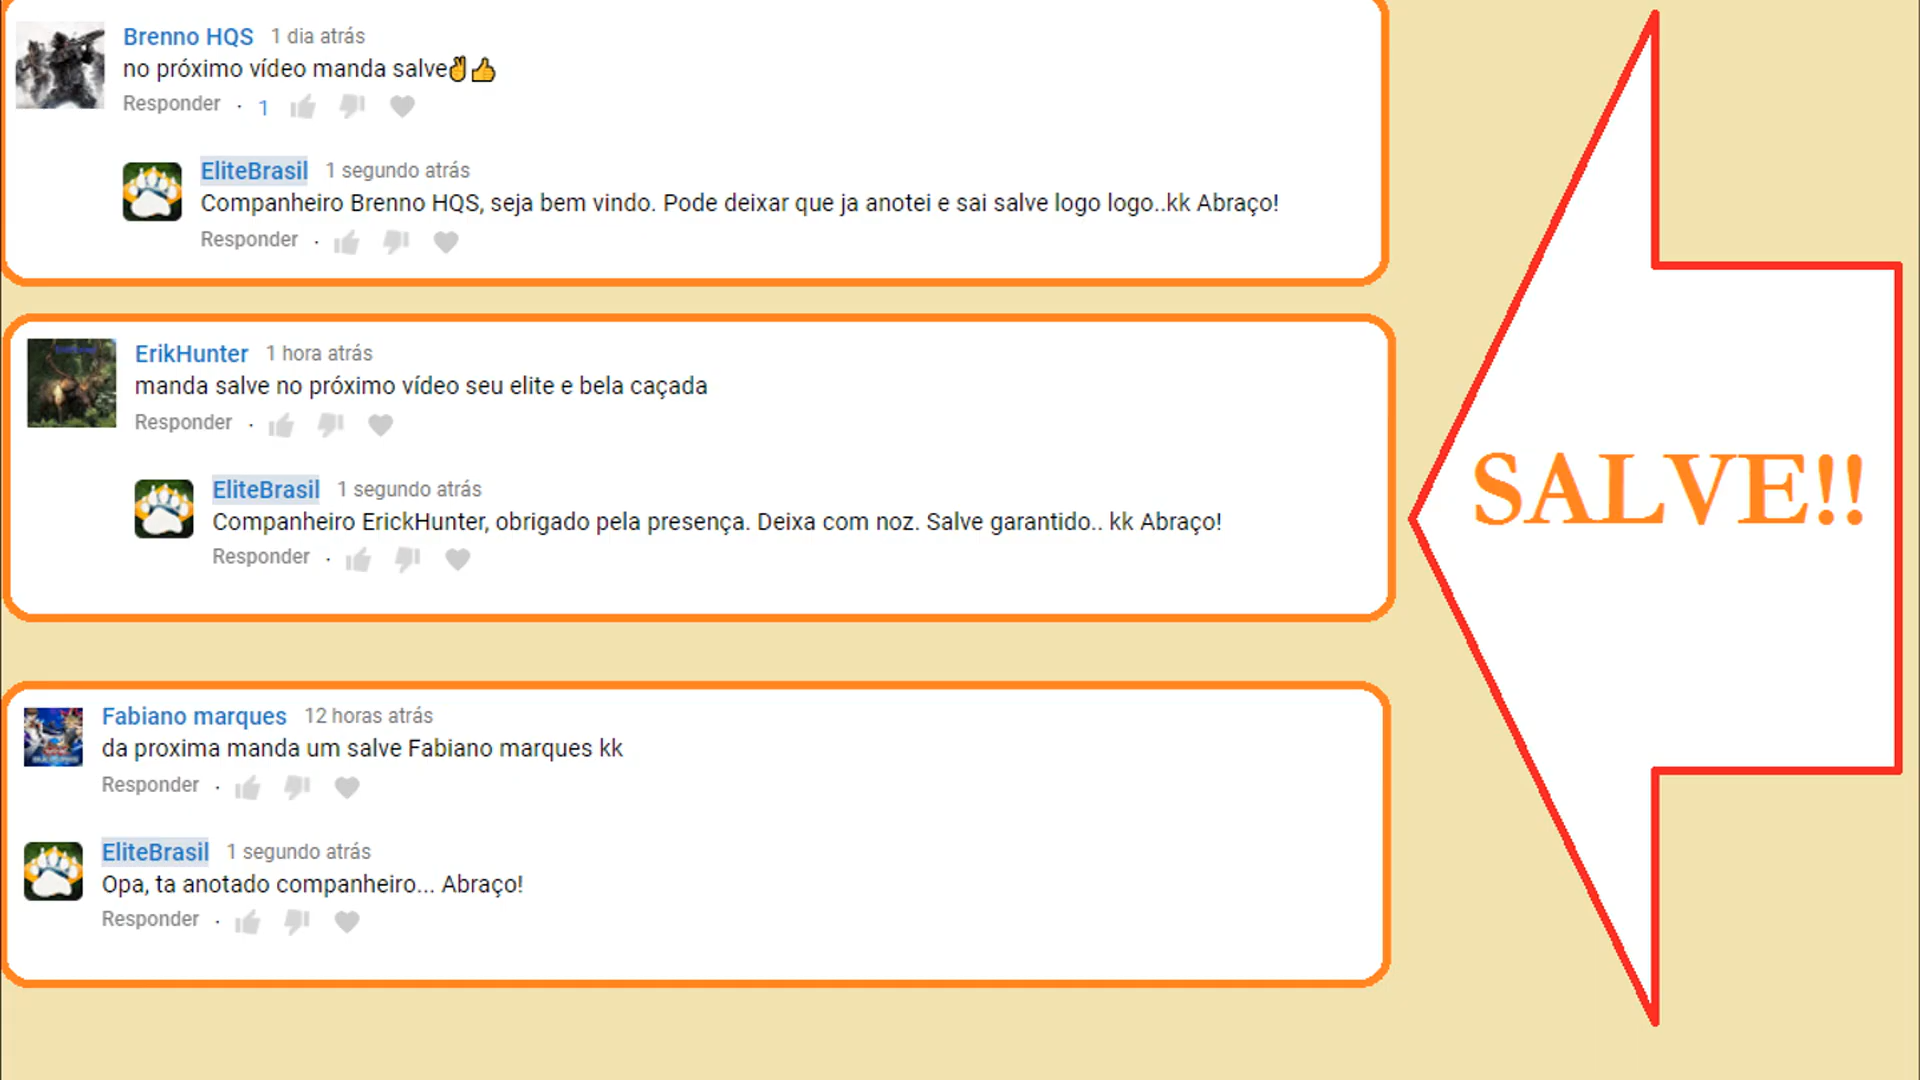 Brenno HQS 1 dia atrás
no próximo vídeo manda salve✌👍
Responder · 1
EliteBrasil 1 segundo atrás
Companheiro Brenno HQS, seja bem vindo. Pode deixar que ja anotei e sai salve logo logo..kk Abraço!
Responder ·
ErikHunter 1 hora atrás
manda salve no próximo vídeo seu elite e bela caçada
Responder ·
EliteBrasil 1 segundo atrás
Companheiro ErickHunter, obrigado pela presença. Deixa com noz. Salve garantido.. kk Abraço!
Responder ·
Fabiano marques 12 horas atrás
da proxima manda um salve Fabiano marques kk
Responder ·
EliteBrasil 1 segundo atrás
Opa, ta anotado companheiro... Abraço!
Responder ·
SALVE!!